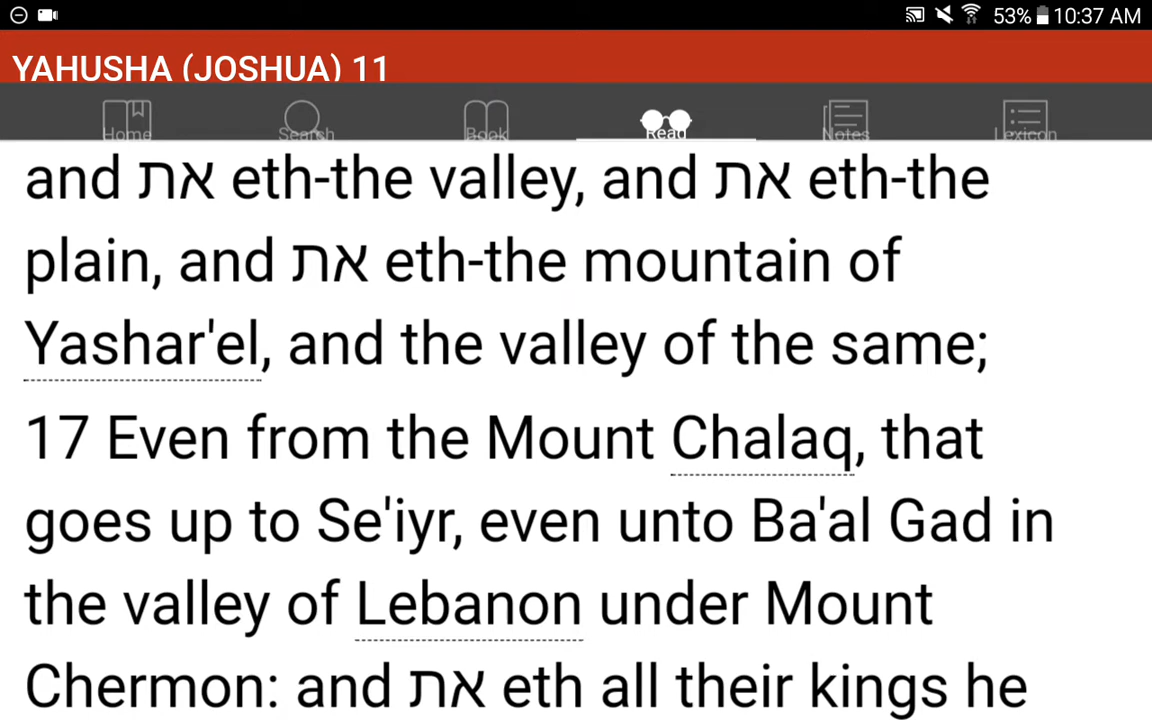 53% 10:37 AM
YAHUSHA (JOSHUA) 11
Home Search Book Read Notes Lexicon
and את eth-the valley, and את eth-the
plain, and את eth-the mountain of
Yashar'el, and the valley of the same;
17 Even from the Mount Chalaq, that
goes up to Se'iyr, even unto Ba'al Gad in
the valley of Lebanon under Mount
Chermon: and את eth all their kings he